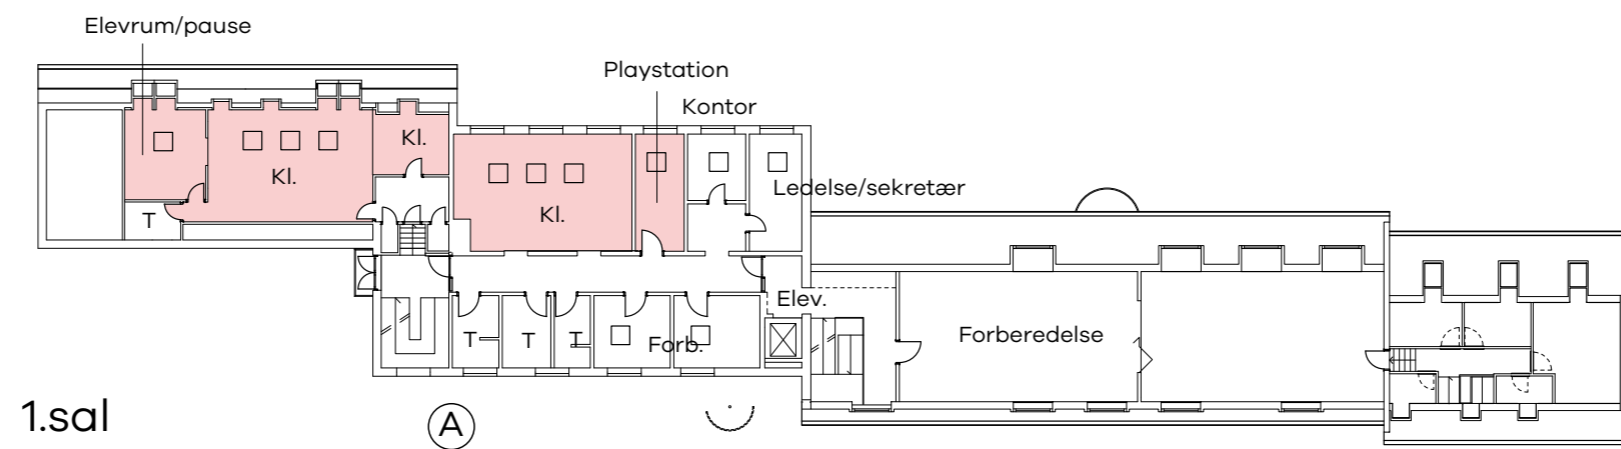 Elevrum/pause
Playstation
Kontor
Kl.
Kl.
Ledelse/sekretær
Kl.
T
Elev.
Forberedelse
T
T
T
Forb.
1.sal
A